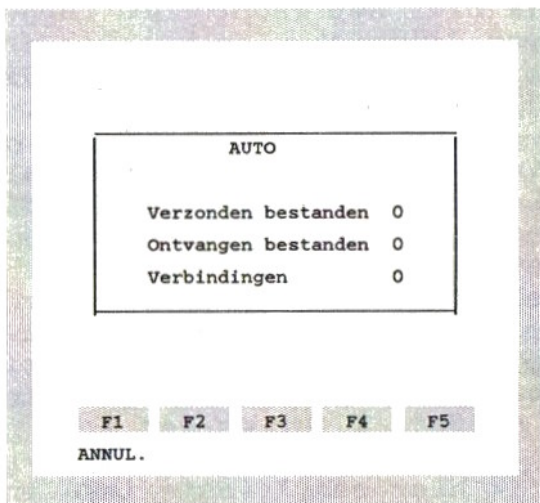 AUTO
Verzonden bestanden 0
Ontvangen bestanden 0
Verbindingen 0
F1 F2 F3 F4 F5
ANNUL.